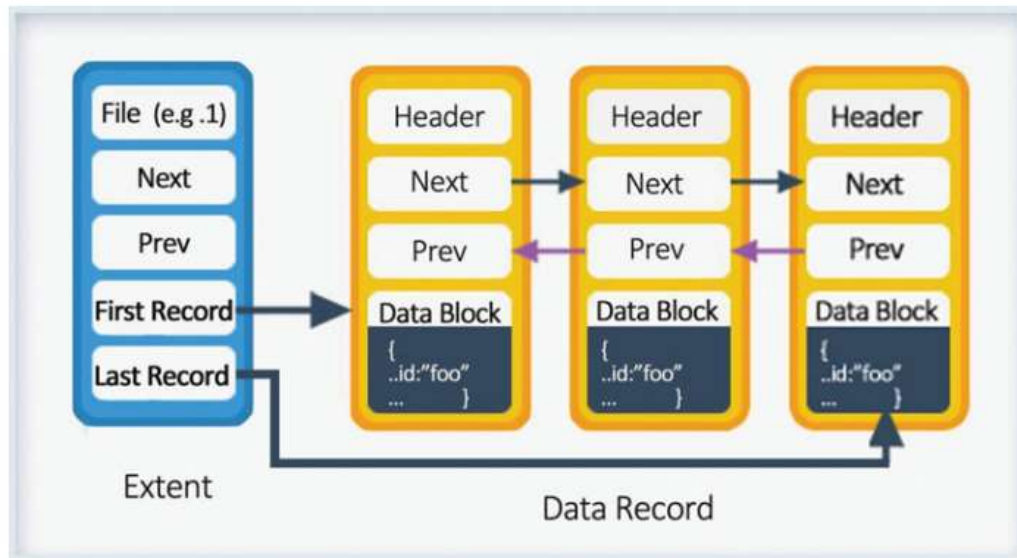 File (e.g .1)
Next
Prev
First Record
Last Record
Extent
Header
Next
Prev
Data Block
{
..id:"foo"
... }
Header
Next
Prev
Data Block
{
..id:"foo"
... }
Header
Next
Prev
Data Block
{
..id:"foo"
... }
Data Record